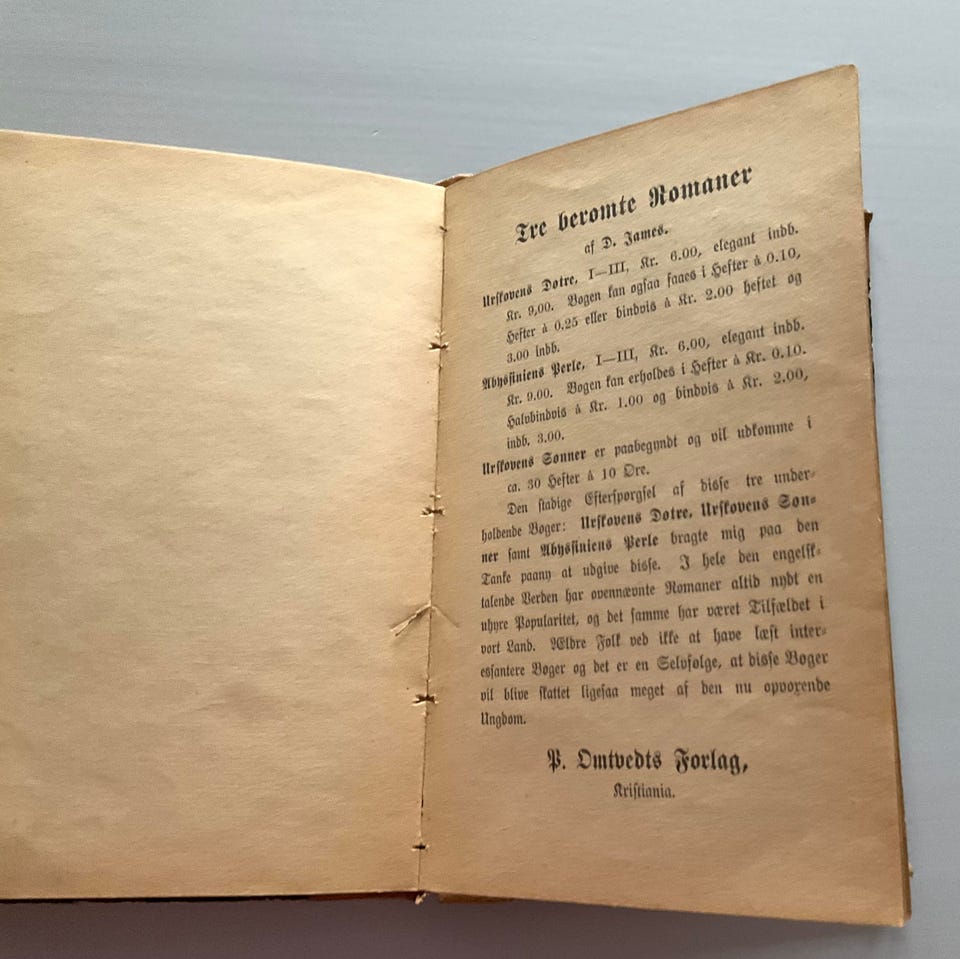 Tre berømte Romaner
af D. James.
Urskovens Døtre, I—III, Kr. 6.00, elegant indb.
Kr. 9,00. Bogen kan ogsaa faaes i Hefter à 0.10,
Hefter à 0.25 eller bindvis à Kr. 2.00 heftet og
3.00 indb.
Abyssiniens Perle, I—III, Kr. 6.00, elegant indb.
Kr. 9.00. Bogen kan erholdes i Hefter à Kr. 0.10.
Halvbindvis à Kr. 1.00 og bindvis à Kr. 2.00,
indb. 3.00.
Urskovens Sønner er paabegyndt og vil udkomme i
ca. 30 Hefter à 10 Øre.
Den stadige Efterspørgsel af disse tre under-
holdende Bøger: Urskovens Døtre, Urskovens Søn-
ner samt Abyssiniens Perle bragte mig paa den
Tanke paany at udgive disse. I hele den engelsk-
talende Verden har ovennævnte Romaner altid nydt en
uhyre Popularitet, og det samme har været Tilfældet i
vort Land. Ældre Folk ved ikke at have læst inter-
essantere Bøger og det er en Selvfølge, at disse Bøger
vil blive skattet ligesaa meget af den nu opvoxende
Ungdom.
P. Omtvedts Forlag,
Kristiania.